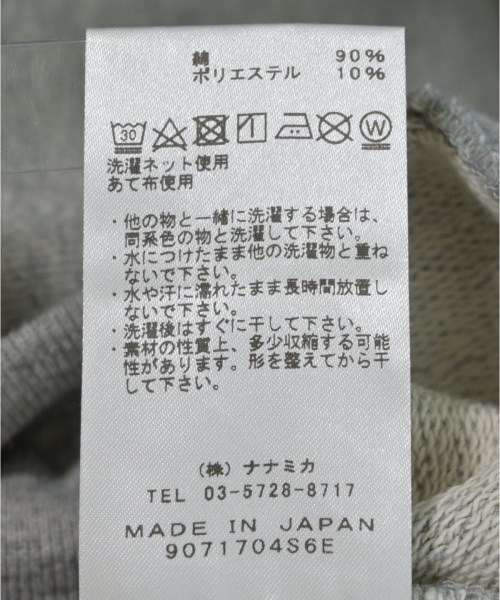 綿 90%
ポリエステル 10%
30 W
洗濯ネット使用
あて布使用
・他の物と一緒に洗濯する場合は、
同系色の物と洗濯して下さい。
・水につけたまま他の洗濯物と重ね
ないで下さい。
・水や汗に濡れたまま長時間放置し
ないで下さい。
・洗濯後はすぐに干して下さい。
・素材の性質上、多少収縮する可能
性があります。形を整えてから干
して下さい。
(株) ナナミカ
TEL 03-5728-8717
MADE IN JAPAN
9071704S6E